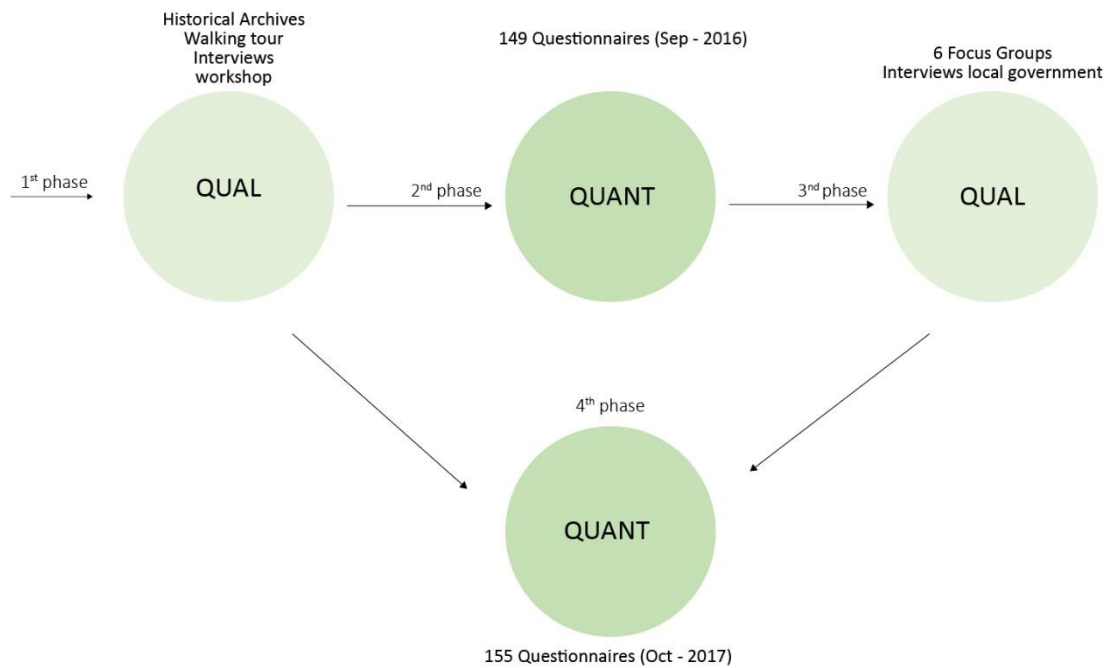 Historical Archives
Walking tour
Interviews
workshop
149 Questionnaires (Sep - 2016)
6 Focus Groups
Interviews local government
1st phase
QUAL
2nd phase
QUANT
3nd phase
QUAL
4th phase
QUANT
155 Questionnaires (Oct - 2017)